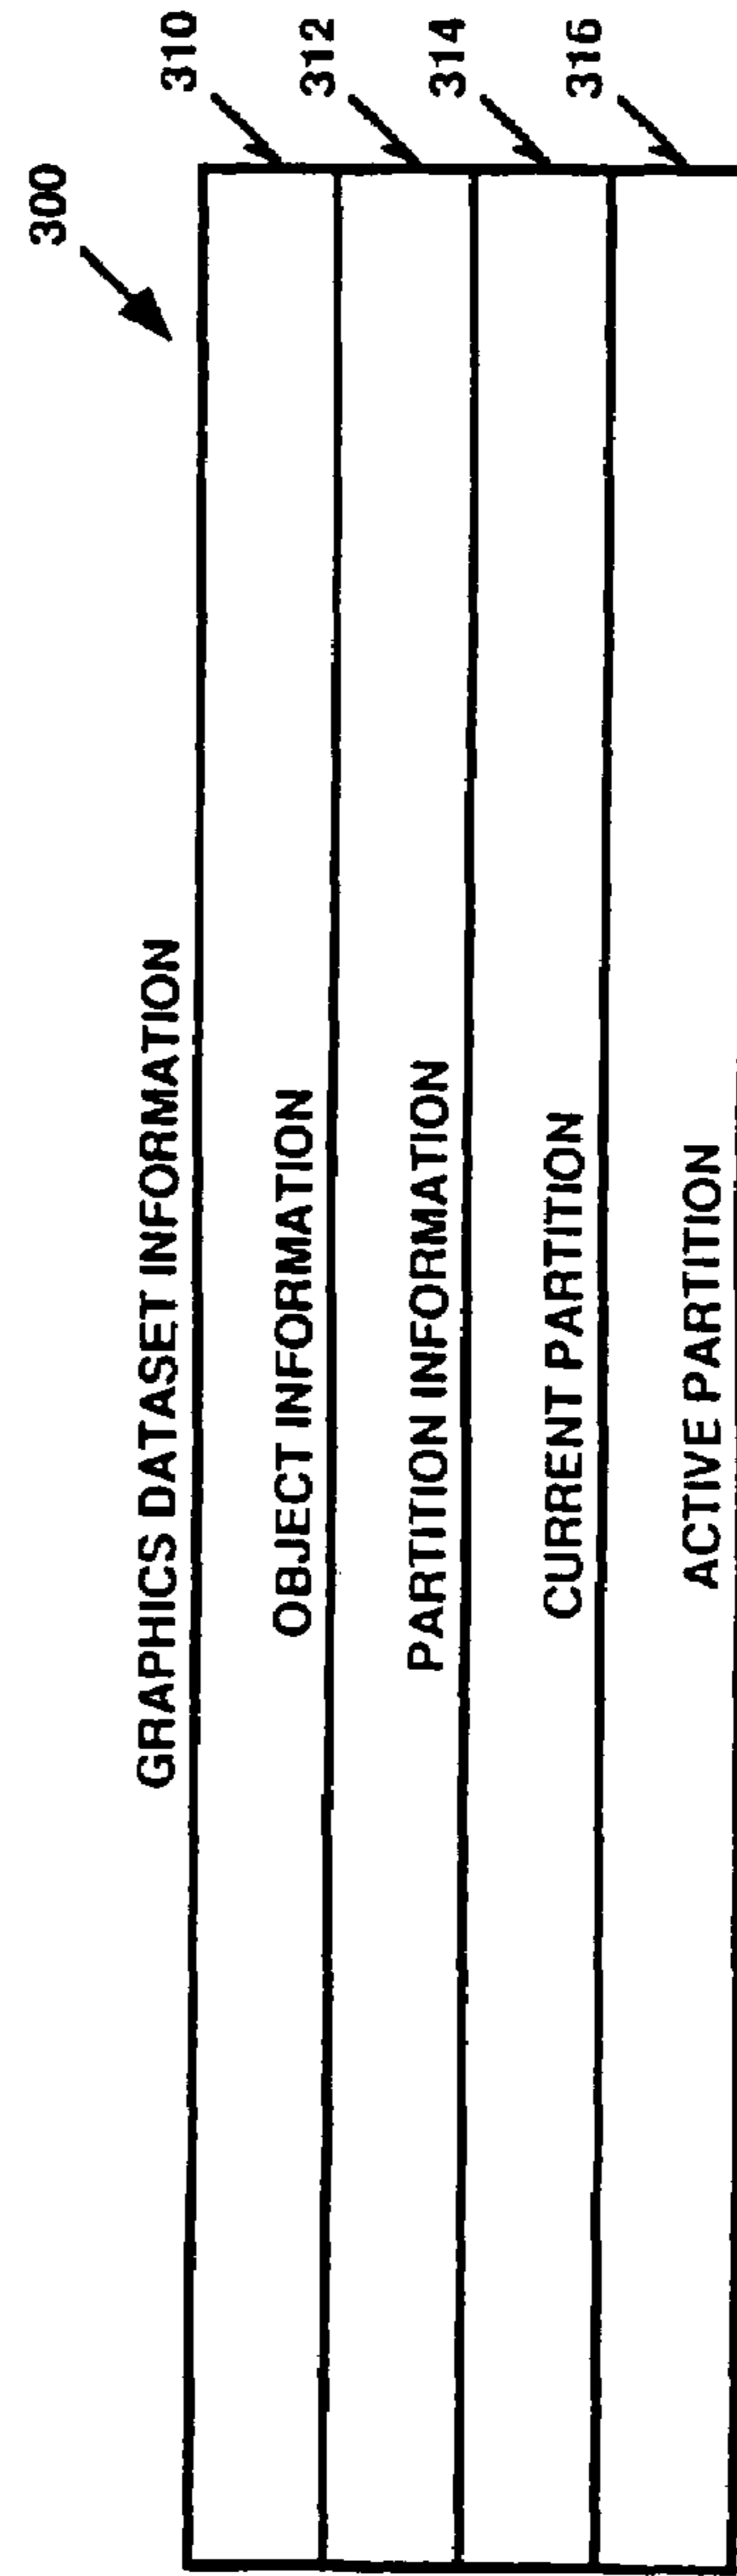 300
GRAPHICS DATASET INFORMATION
310
OBJECT INFORMATION
312
PARTITION INFORMATION
314
CURRENT PARTITION
316
ACTIVE PARTITION